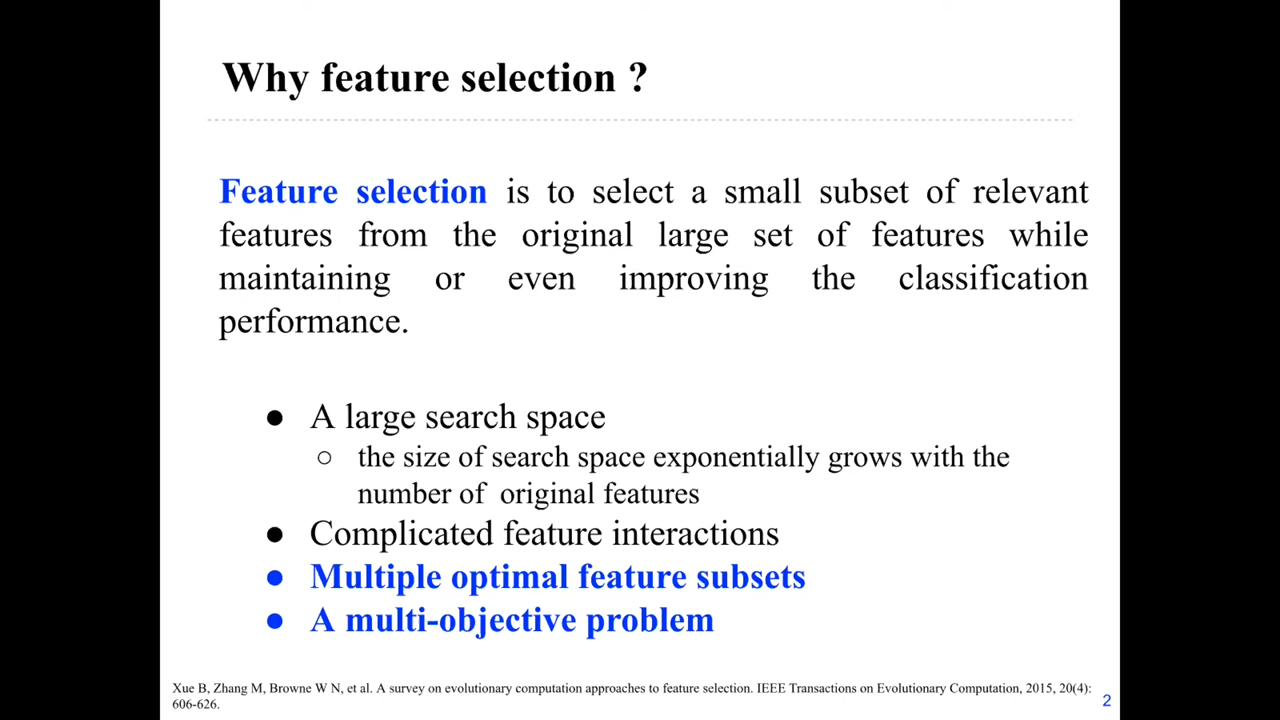 Why feature selection ?
Feature selection is to select a small subset of relevant
features from the original large set of features while
maintaining or even improving the classification
performance.
● A large search space
○ the size of search space exponentially grows with the
number of original features
● Complicated feature interactions
● Multiple optimal feature subsets
● A multi-objective problem
Xue B, Zhang M, Browne W N, et al. A survey on evolutionary computation approaches to feature selection. IEEE Transactions on Evolutionary Computation, 2015, 20(4):
606-626.
2